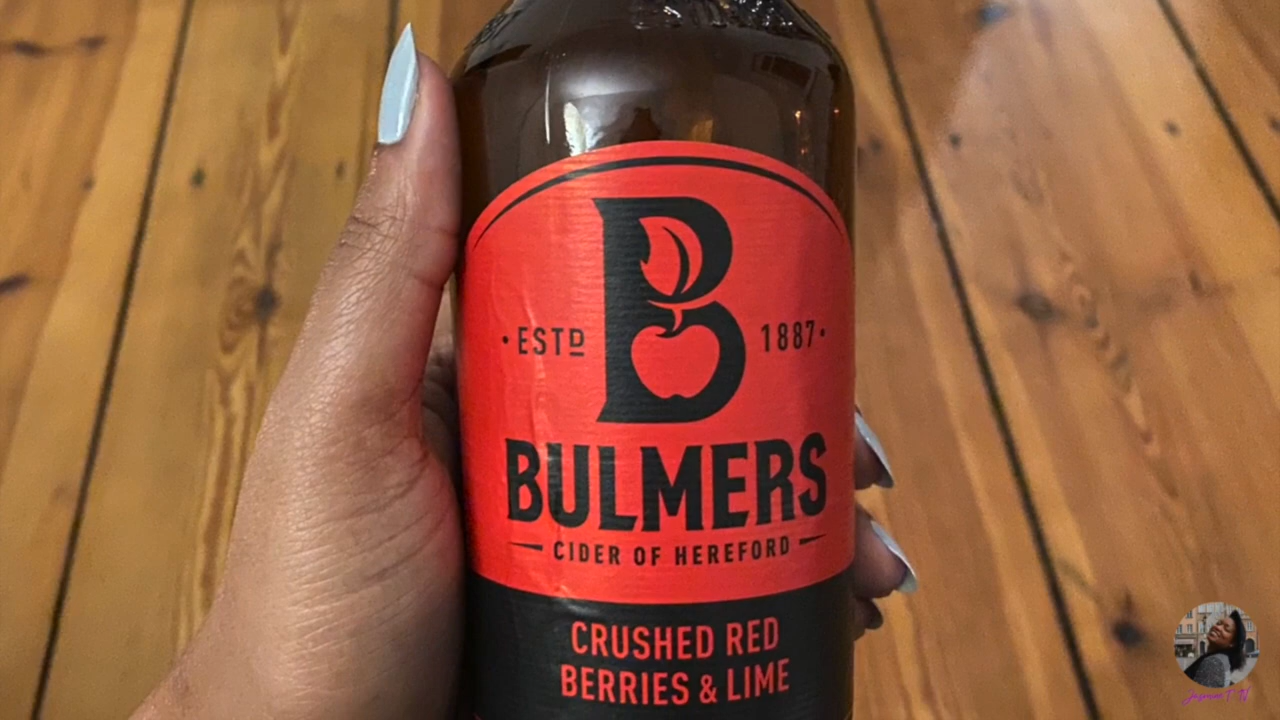 B
· ESTD 1887 ·
BULMERS
CIDER OF HEREFORD
CRUSHED RED
BERRIES & LIME